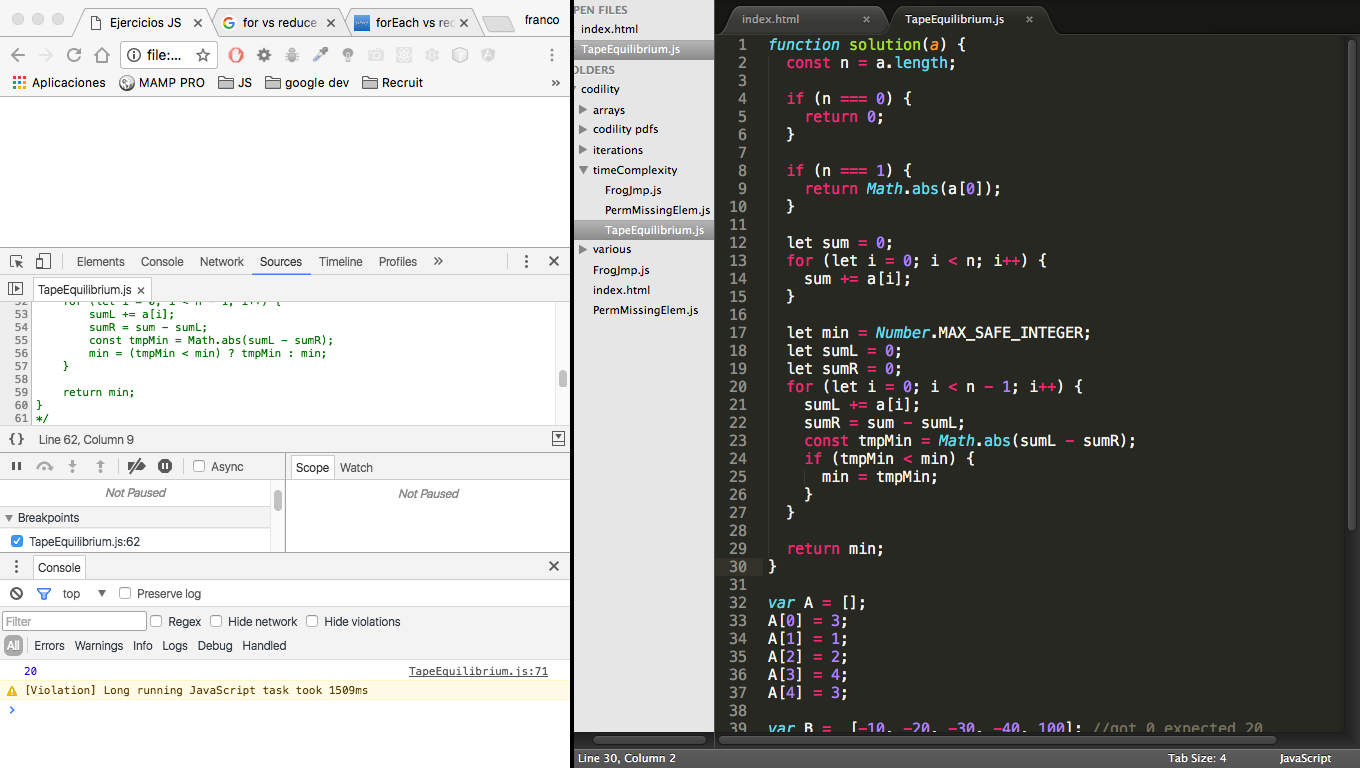 Ejercicios JS
for vs reduce
forEach vs rec
franco
file:...
Aplicaciones
MAMP PRO
JS
google dev
Recruit
»
Elements
Console
Network
Sources
Timeline
Profiles
»
TapeEquilibrium.js
52 for (let i = 0; i < n - 1; i++) {
53 sumL += a[i];
54 sumR = sum - sumL;
55 const tmpMin = Math.abs(sumL - sumR);
56 min = (tmpMin < min) ? tmpMin : min;
57 }
58
59 return min;
60 }
61 */
{} Line 62, Column 9
Async
Not Paused
Breakpoints
TapeEquilibrium.js:62
Scope
Watch
Not Paused
Console
top
Preserve log
Filter
Regex
Hide network
Hide violations
All
Errors
Warnings
Info
Logs
Debug
Handled
20 TapeEquilibrium.js:71
[Violation] Long running JavaScript task took 1509ms
>
PEN FILES
index.html
TapeEquilibrium.js
OLDERS
codility
arrays
codility pdfs
iterations
timeComplexity
FrogJmp.js
PermMissingElem.js
TapeEquilibrium.js
various
FrogJmp.js
index.html
PermMissingElem.js
index.html
TapeEquilibrium.js
1 function solution(a) {
2 const n = a.length;
3
4 if (n === 0) {
5 return 0;
6 }
7
8 if (n === 1) {
9 return Math.abs(a[0]);
10 }
11
12 let sum = 0;
13 for (let i = 0; i < n; i++) {
14 sum += a[i];
15 }
16
17 let min = Number.MAX_SAFE_INTEGER;
18 let sumL = 0;
19 let sumR = 0;
20 for (let i = 0; i < n - 1; i++) {
21 sumL += a[i];
22 sumR = sum - sumL;
23 const tmpMin = Math.abs(sumL - sumR);
24 if (tmpMin < min) {
25 min = tmpMin;
26 }
27 }
28
29 return min;
30 }
31
32 var A = [];
33 A[0] = 3;
34 A[1] = 1;
35 A[2] = 2;
36 A[3] = 4;
37 A[4] = 3;
38
39 var B = [-10, -20, -30, -40, 100]; //got 0 expected 20
Line 30, Column 2
Tab Size: 4
JavaScript